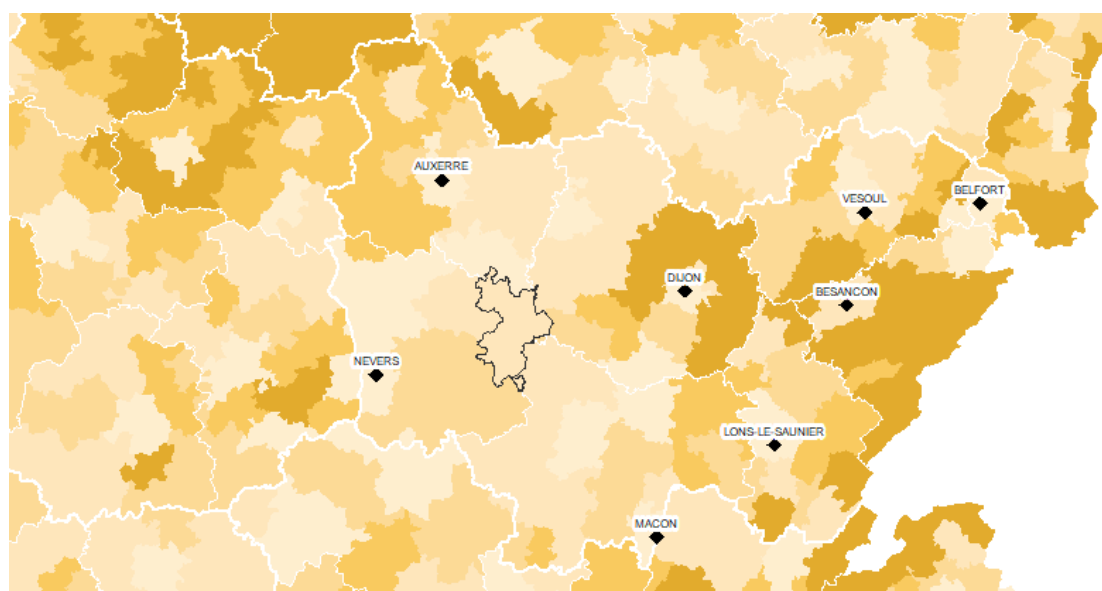 AUXERRE
BELFORT
VESOUL
DIJON
BESANCON
NEVERS
LONS-LE-SAUNIER
MACON